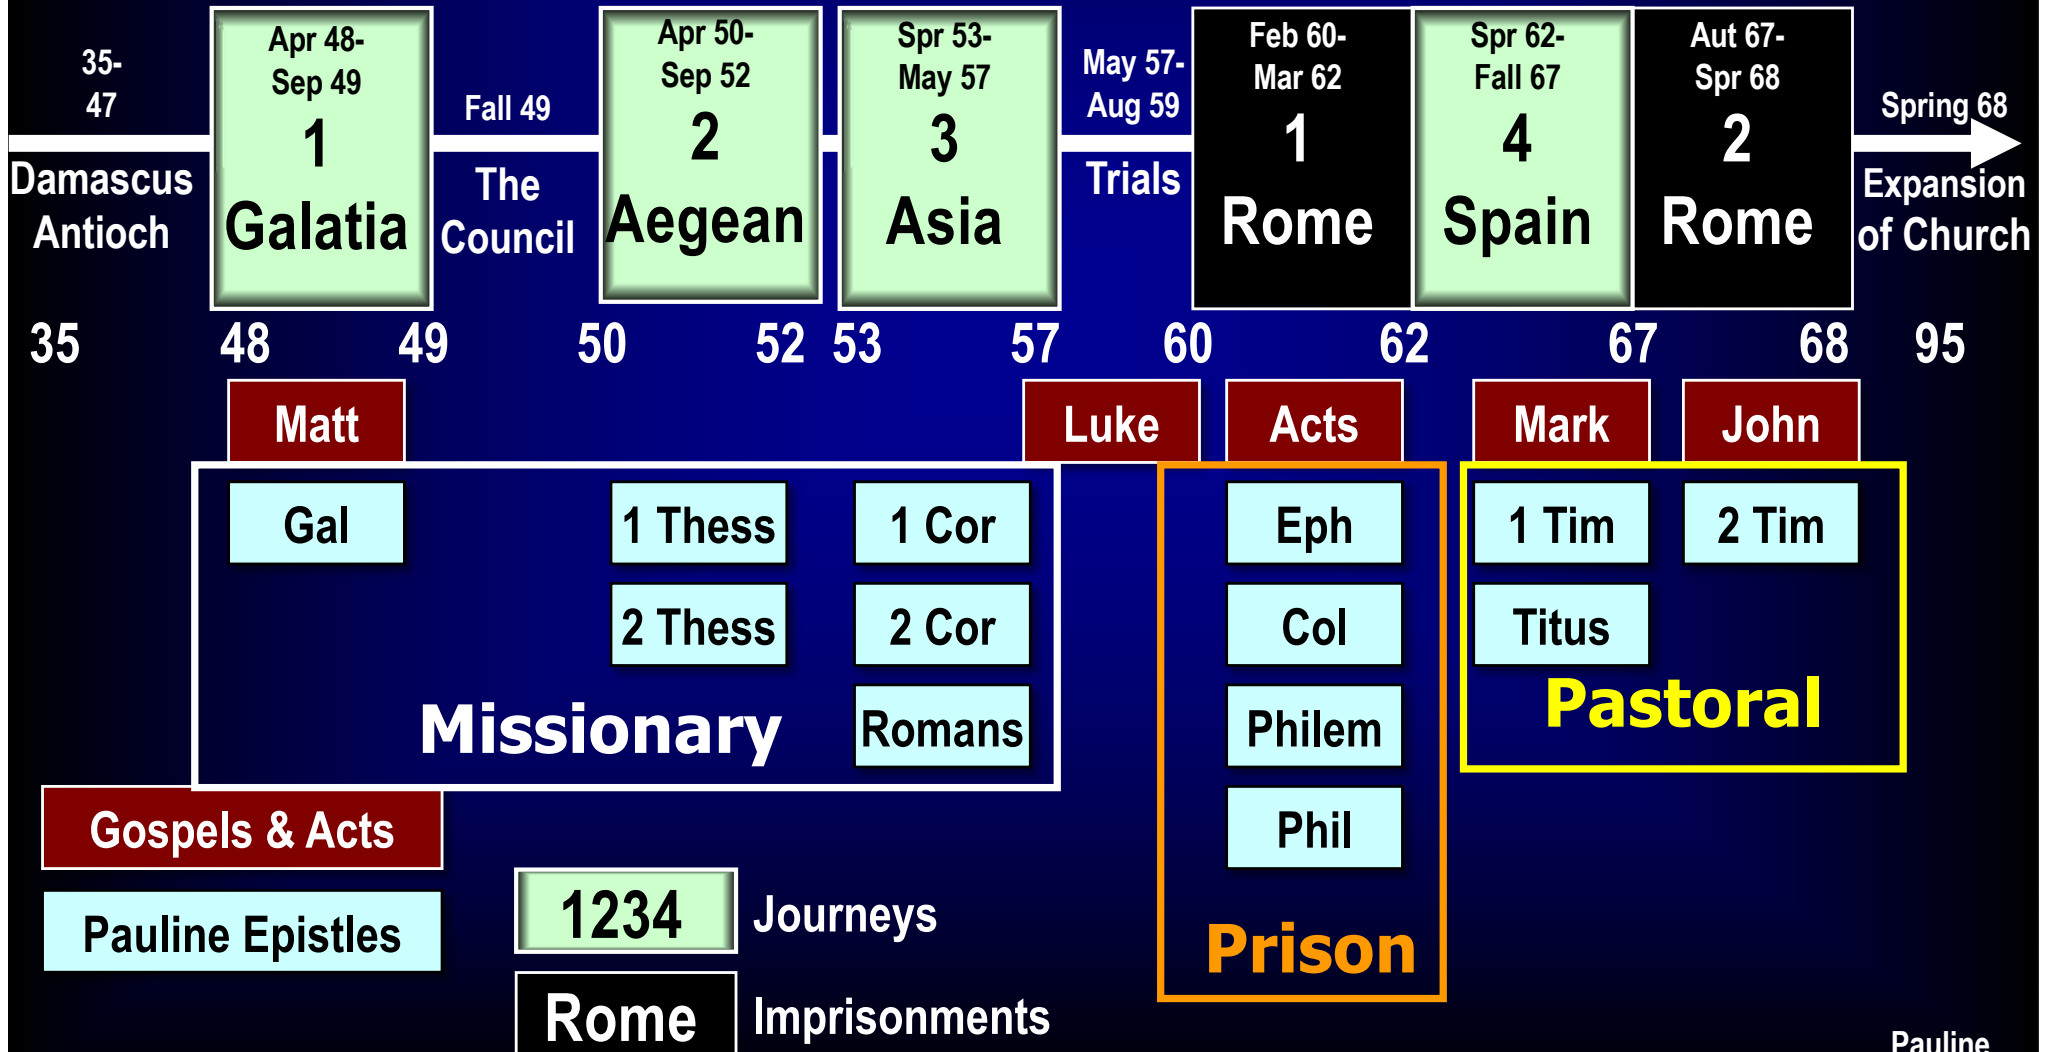 35-
47
Damascus
Antioch
Apr 48-
Sep 49
1
Galatia
Fall 49
The
Council
Apr 50-
Sep 52
2
Aegean
Spr 53-
May 57
3
Asia
May 57-
Aug 59
Trials
Feb 60-
Mar 62
1
Rome
Spr 62-
Fall 67
4
Spain
Aut 67-
Spr 68
2
Rome
Spring 68
Expansion
of Church
35 48 49 50 52 53 57 60 62 67 68 95
Matt Luke Acts Mark John
Gal 1 Thess 1 Cor Eph 1 Tim 2 Tim
2 Thess 2 Cor Col Titus
Missionary Romans Philem Pastoral
Gospels & Acts Phil
Pauline Epistles 1234 Journeys Prison
Rome Imprisonments
Pauline